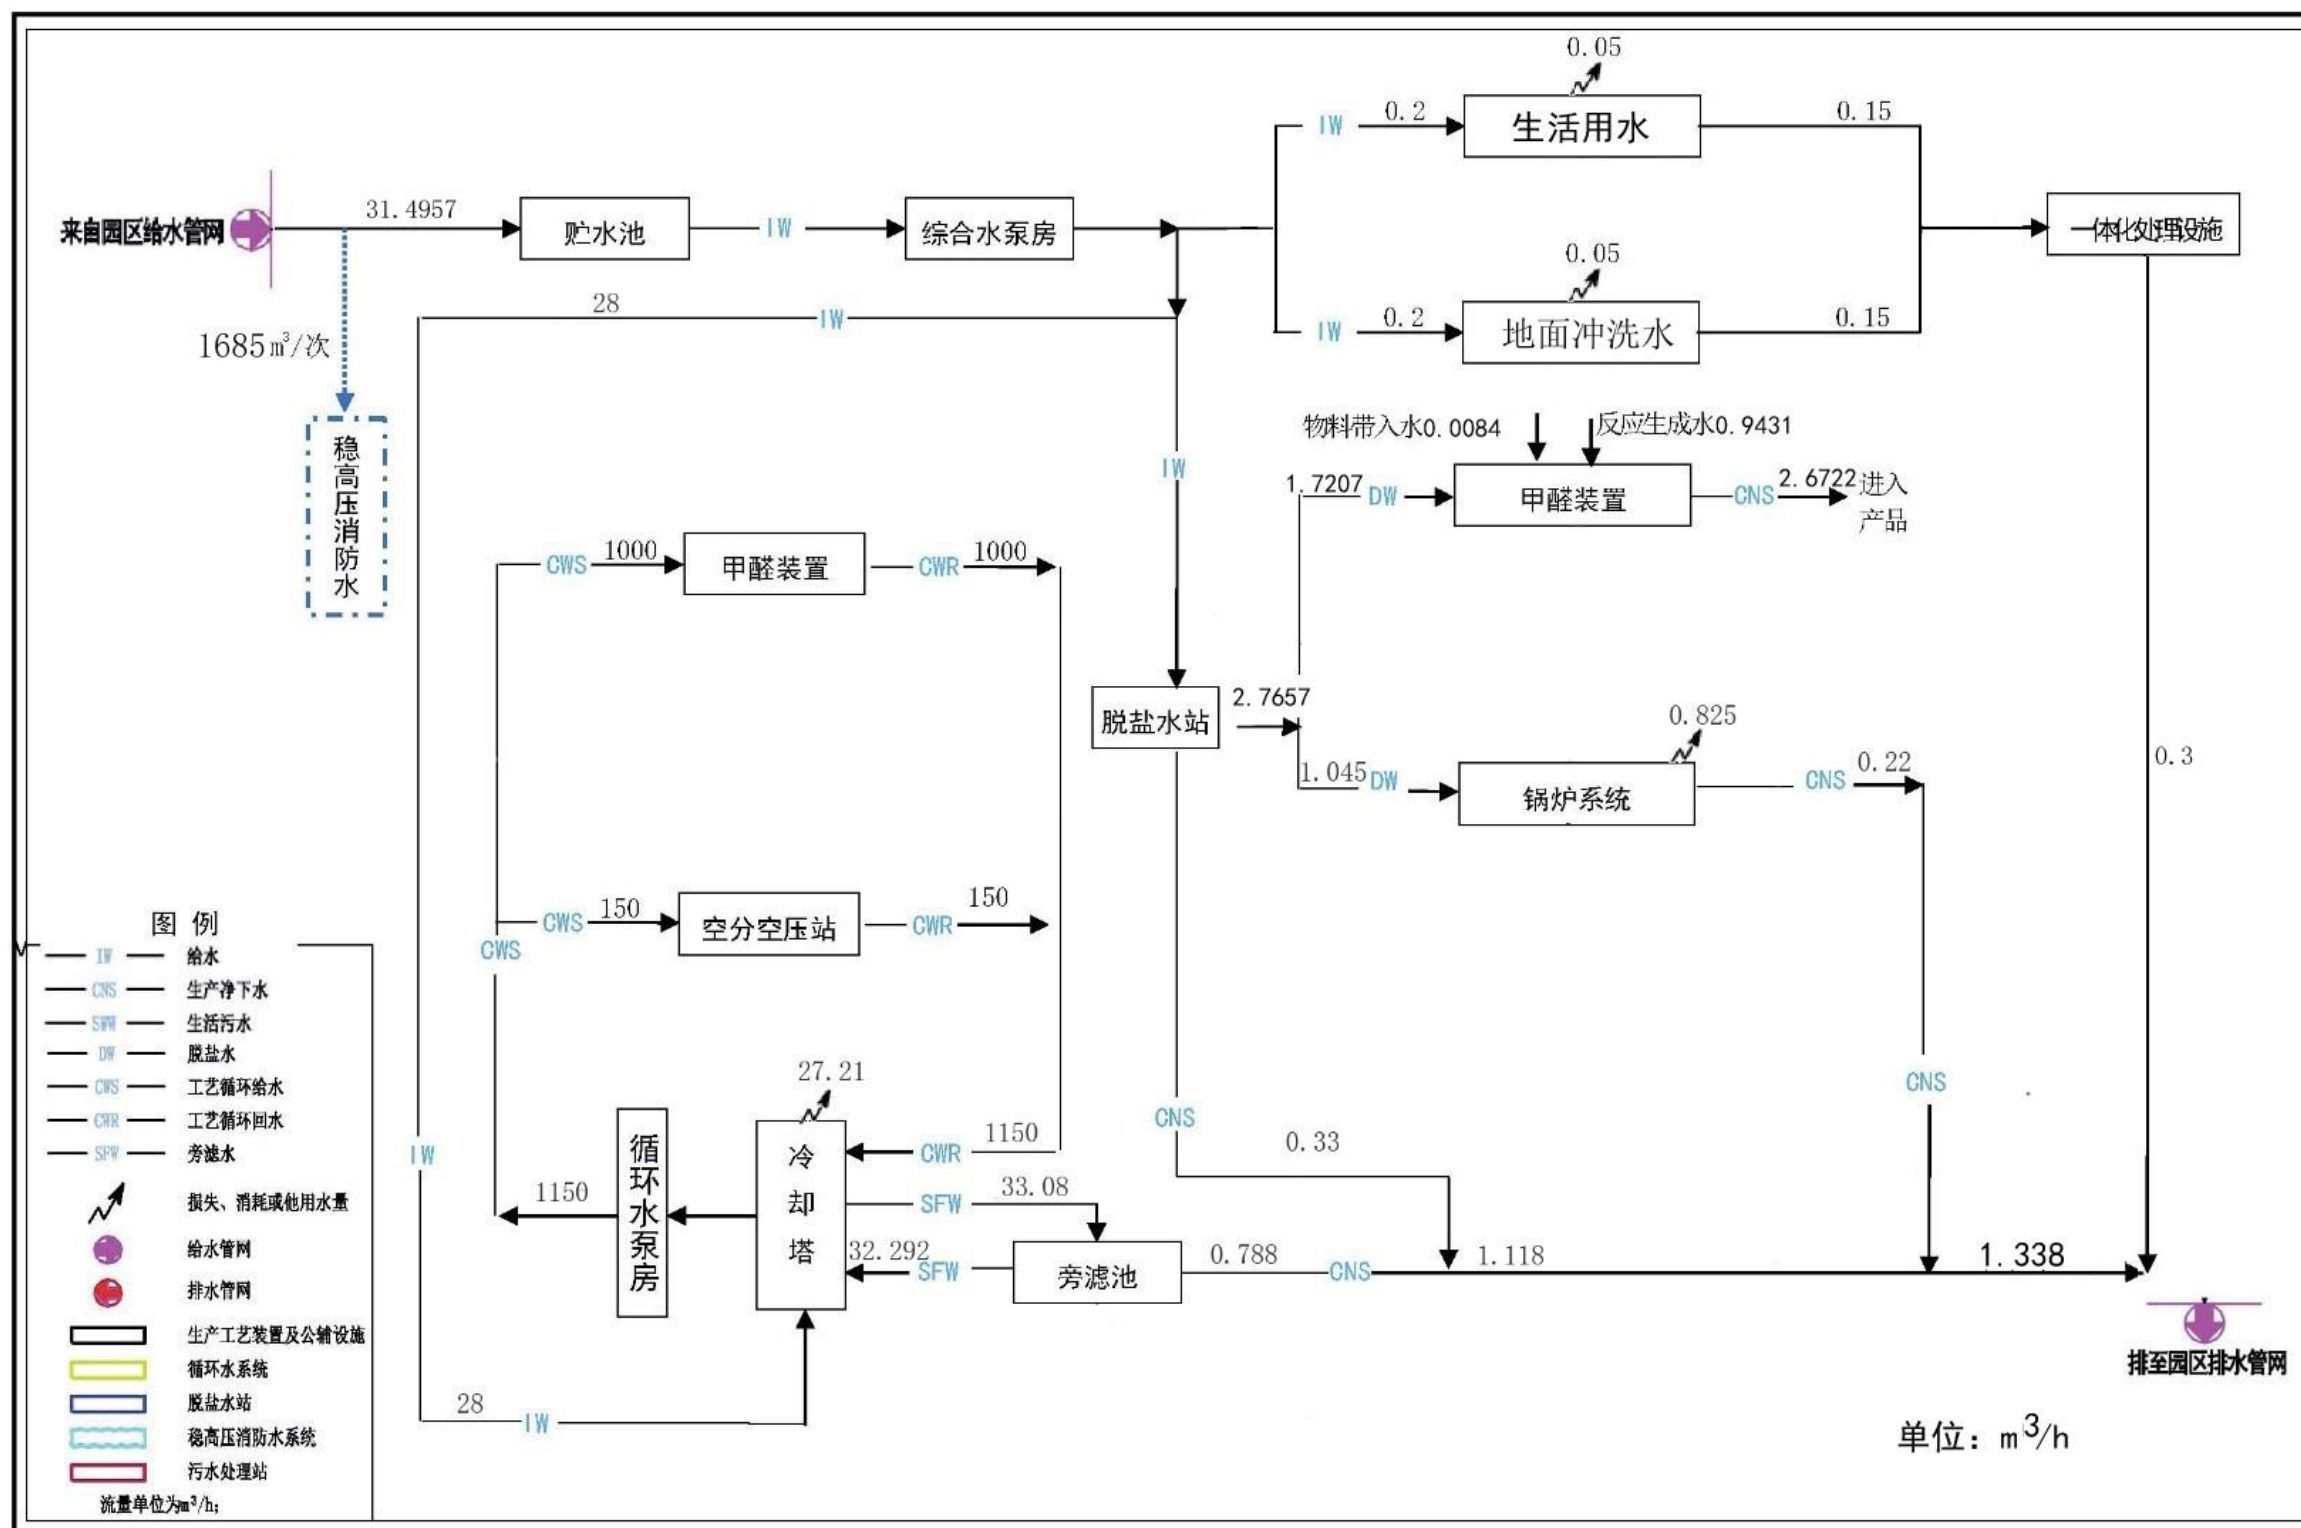 0.05
IW
0.2
生活用水
0.15
来自园区给水管网
31.4957
贮水池
IW
综合水泵房
一体化处理设施
0.05
IW
0.2
地面冲洗水
0.15
28
IW
1685m³/次
稳高压消防水
物料带入水0.0084
反应生成水0.9431
IW
1.7207
DW
甲醛装置
CNS
2.6722
进入
产品
CWS
1000
甲醛装置
CWR
1000
脱盐水站
2.7657
0.825
1.045
DW
锅炉系统
CNS
0.22
0.3
CWS
150
空分空压站
CWR
150
CWS
27.21
CNS
CNS
0.33
IW
循环水泵房
冷却塔
CWR
1150
1150
SFW
33.08
32.292
SFW
旁滤池
0.788
CNS
1.118
1.338
排至园区排水管网
28
IW
单位：m³/h
图 例
IW 给水
CNS 生产净下水
SWW 生活污水
DW 脱盐水
CWS 工艺循环给水
CWR 工艺循环回水
SFW 旁滤水
损失、消耗或他用水量
给水管网
排水管网
生产工艺装置及公辅设施
循环水系统
脱盐水站
稳高压消防水系统
污水处理站
流量单位为m³/h;